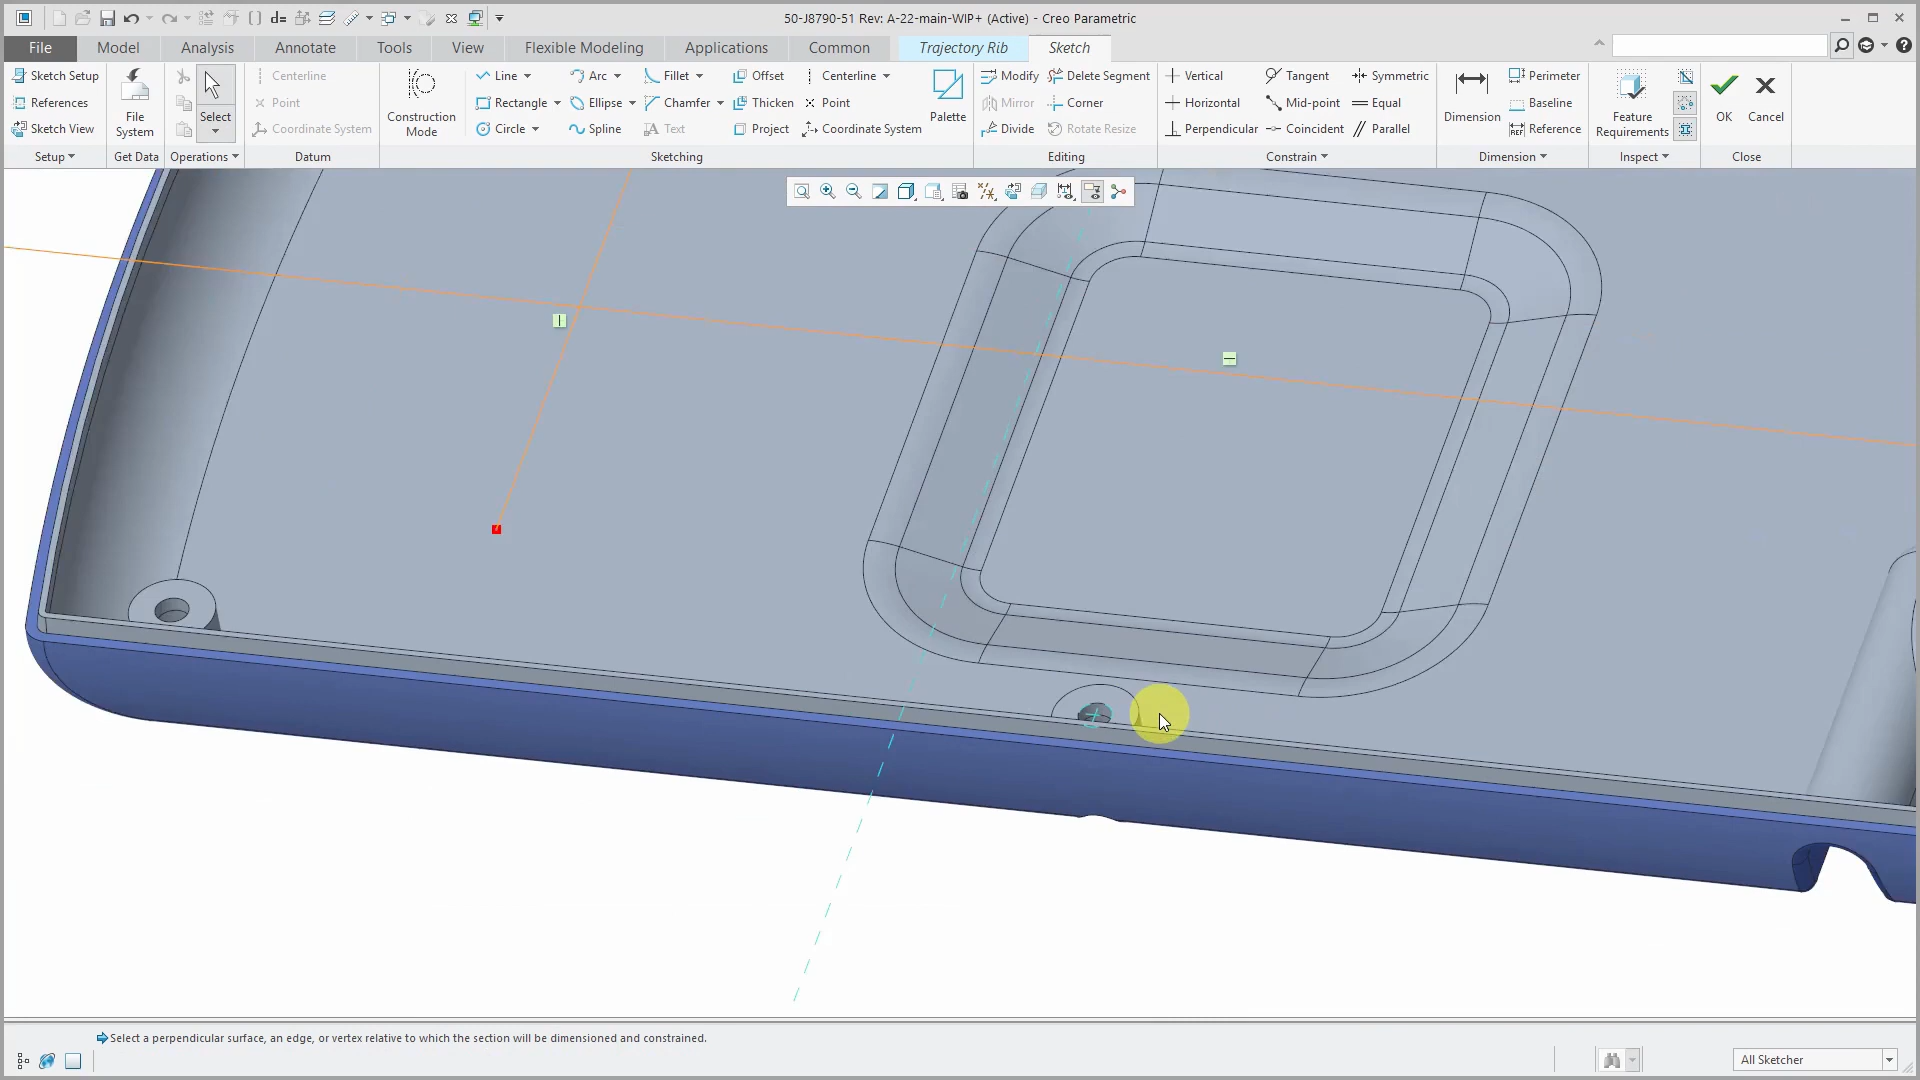 50-J8790-51 Rev: A-22-main-WIP+ (Active) - Creo Parametric
File Model Analysis Annotate Tools View Flexible Modeling Applications Common Trajectory Rib Sketch
Sketch Setup
References
Sketch View
Setup
File System
Get Data
Select
Operations
Centerline
Point
Coordinate System
Datum
Construction Mode
Line Arc Fillet Offset Centerline
Rectangle Ellipse Chamfer Thicken Point
Circle Spline Text Project Coordinate System
Palette
Sketching
Modify Delete Segment
Mirror Corner
Divide Rotate Resize
Editing
Vertical Tangent Symmetric
Horizontal Mid-point Equal
Perpendicular Coincident Parallel
Constrain
Dimension
Perimeter
Baseline
Reference
Dimension
Feature Requirements
Inspect
OK Cancel
Close
Select a perpendicular surface, an edge, or vertex relative to which the section will be dimensioned and constrained.
All Sketcher